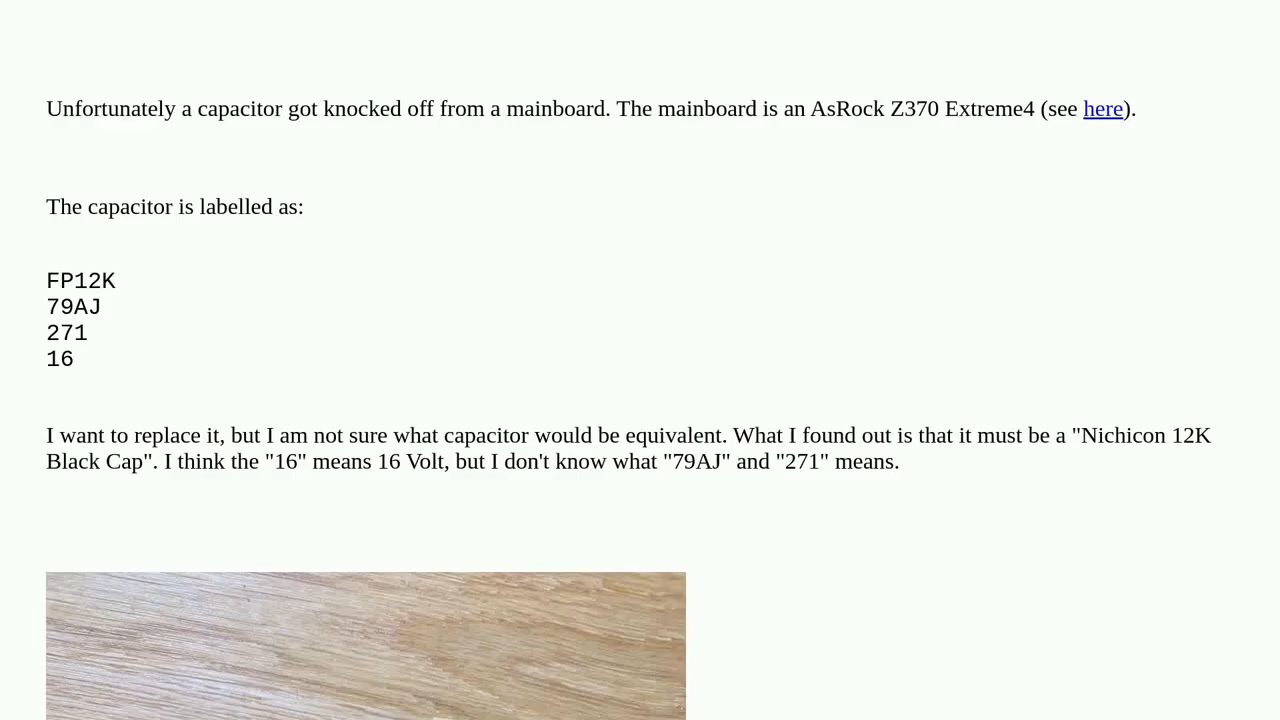 Unfortunately a capacitor got knocked off from a mainboard. The mainboard is an AsRock Z370 Extreme4 (see here).
The capacitor is labelled as:
FP12K
79AJ
271
16
I want to replace it, but I am not sure what capacitor would be equivalent. What I found out is that it must be a "Nichicon 12K
Black Cap". I think the "16" means 16 Volt, but I don't know what "79AJ" and "271" means.